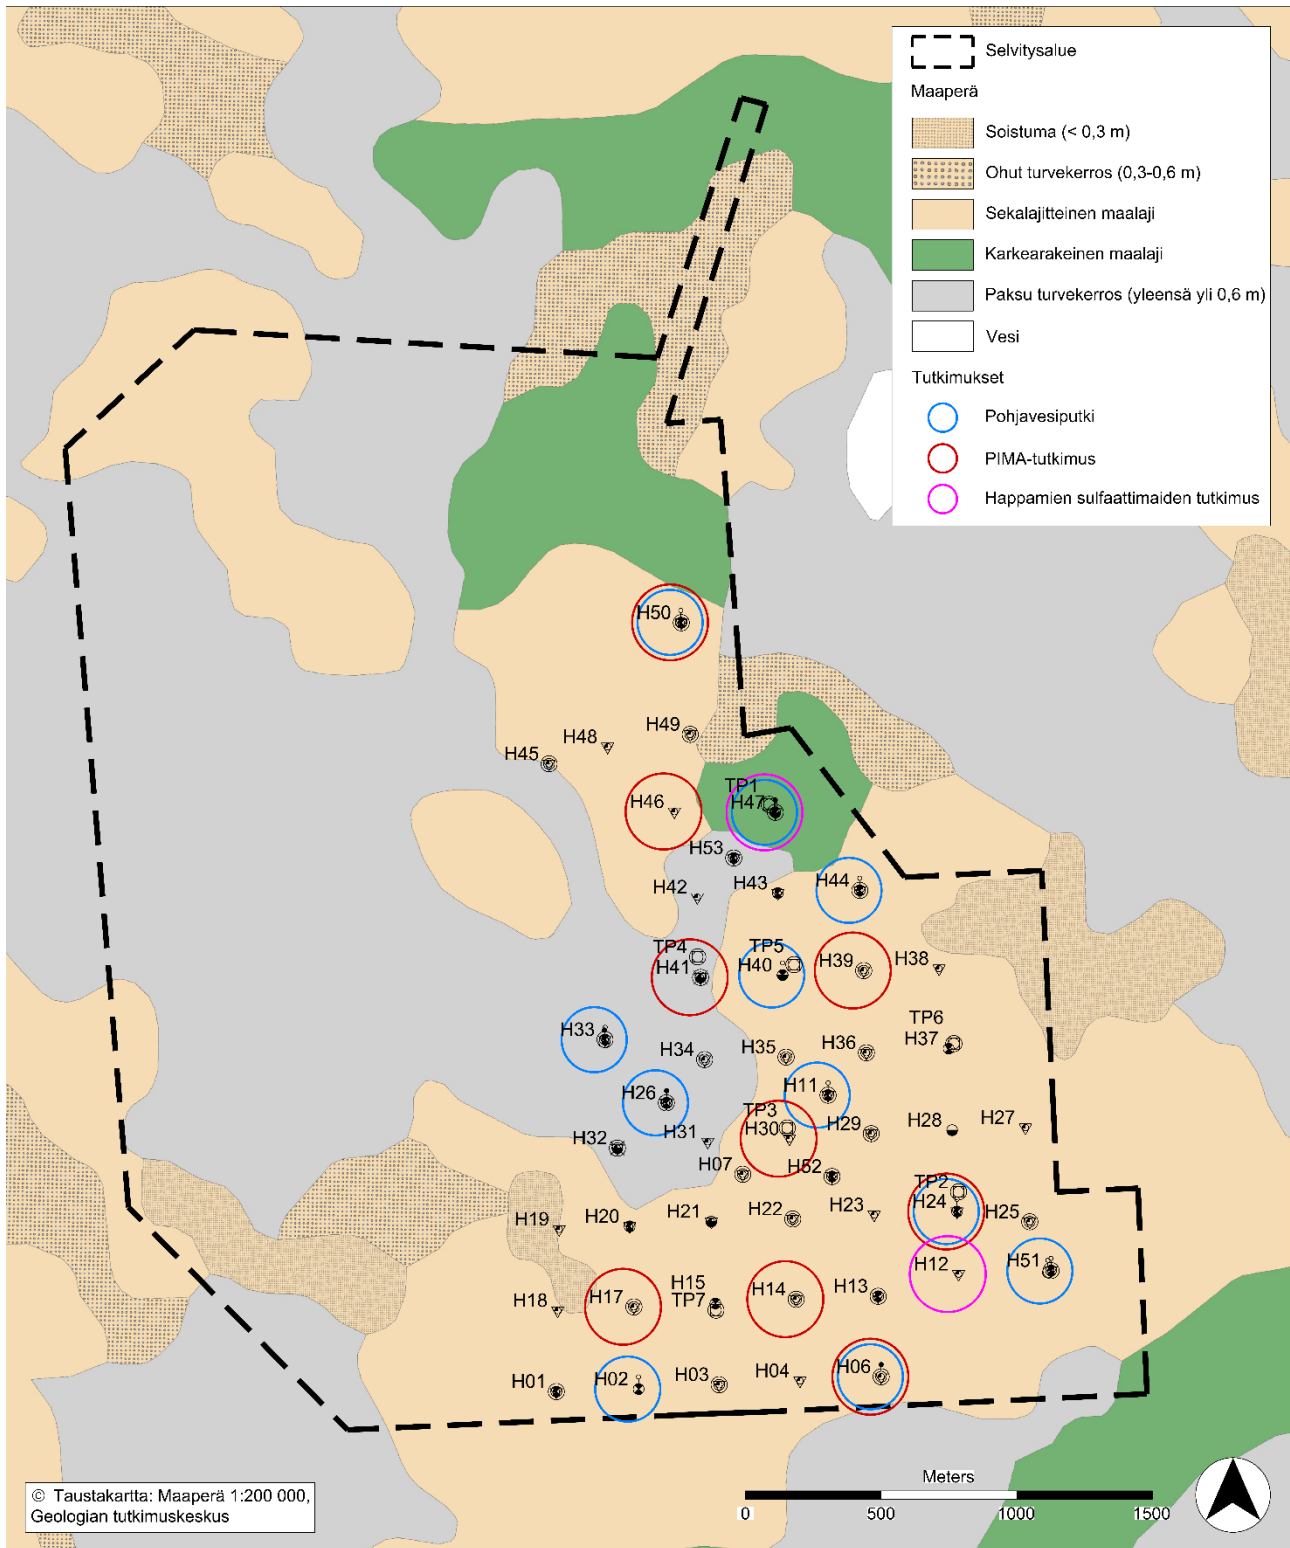 Selvitysalue
Maaperä
Soistuma (< 0,3 m)
Ohut turvekerros (0,3-0,6 m)
Sekalajitteinen maalaji
Karkearakeinen maalaji
Paksu turvekerros (yleensä yli 0,6 m)
Vesi
Tutkimukset
Pohjavesiputki
PIMA-tutkimus
Happamien sulfaattimaiden tutkimus
H50
H49
H48
H45
TP1
H46
H47
H53
H42
H43
H44
TP4
TP5
H41
H40
H39
H38
H33
TP6
H34
H35
H36
H37
H26
H11
TP3
H32
H31
H30
H29
H28
H27
H07
H52
TP2
H19
H20
H21
H22
H23
H24
H25
H12
H51
H15
H18
H17
TP7
H14
H13
H01
H02
H03
H04
H06
Meters
0
500
1000
1500
© Taustakartta: Maaperä 1:200 000,
Geologian tutkimuskeskus